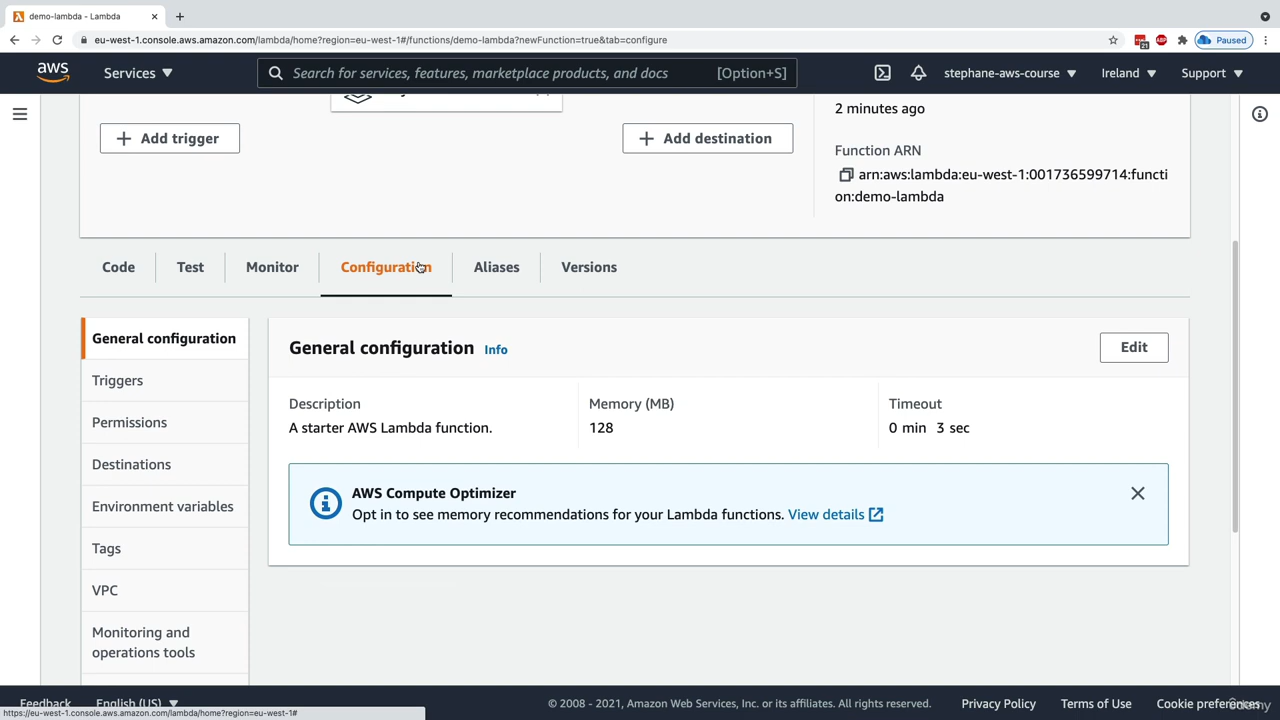 demo-lambda - Lambda
eu-west-1.console.aws.amazon.com/lambda/home?region=eu-west-1#/functions/demo-lambda?newFunction=true&tab=configure
21
ABP
Paused
aws
Services
Search for services, features, marketplace products, and docs
[Option+S]
stephane-aws-course
Ireland
Support
2 minutes ago
Add trigger
Add destination
Function ARN
arn:aws:lambda:eu-west-1:001736599714:functi
on:demo-lambda
Code
Test
Monitor
Configuration
Aliases
Versions
General configuration
Triggers
Permissions
Destinations
Environment variables
Tags
VPC
Monitoring and
operations tools
General configuration
Info
Edit
Description
A starter AWS Lambda function.
Memory (MB)
128
Timeout
0 min 3 sec
AWS Compute Optimizer
Opt in to see memory recommendations for your Lambda functions. View details
Feedback
English (US)
© 2008 - 2021, Amazon Web Services, Inc. or its affiliates. All rights reserved.
Privacy Policy
Terms of Use
Cookie preferences
Udemy
https://eu-west-1.console.aws.amazon.com/lambda/home?region=eu-west-1#